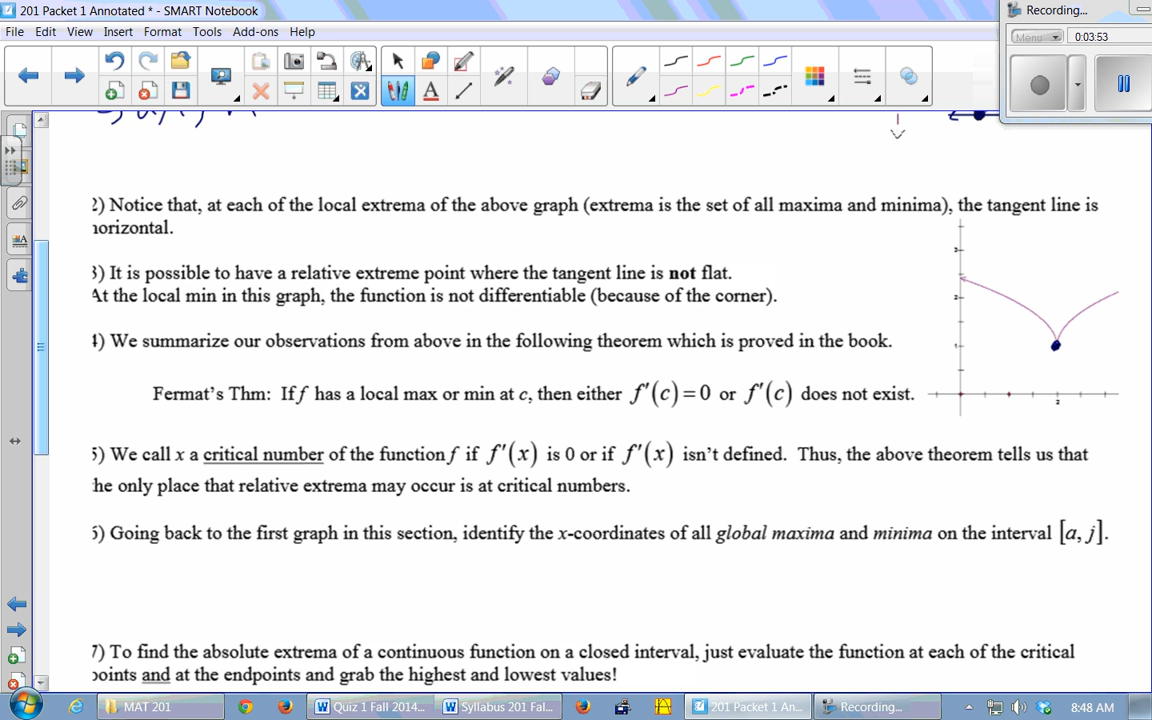 201 Packet 1 Annotated * - SMART Notebook
Recording...
File Edit View Insert Format Tools Add-ons Help
Menu
0:03:53
2) Notice that, at each of the local extrema of the above graph (extrema is the set of all maxima and minima), the tangent line is
horizontal.
3) It is possible to have a relative extreme point where the tangent line is not flat.
At the local min in this graph, the function is not differentiable (because of the corner).
4) We summarize our observations from above in the following theorem which is proved in the book.
Fermat's Thm: If f has a local max or min at c, then either f′(c)=0 or f′(c) does not exist.
3
2
1
2
5) We call x a critical number of the function f if f′(x) is 0 or if f′(x) isn't defined. Thus, the above theorem tells us that
the only place that relative extrema may occur is at critical numbers.
6) Going back to the first graph in this section, identify the x-coordinates of all global maxima and minima on the interval [a, j].
7) To find the absolute extrema of a continuous function on a closed interval, just evaluate the function at each of the critical
points and at the endpoints and grab the highest and lowest values!
MAT 201
Quiz 1 Fall 2014...
Syllabus 201 Fal...
201 Packet 1 An...
Recording...
8:48 AM